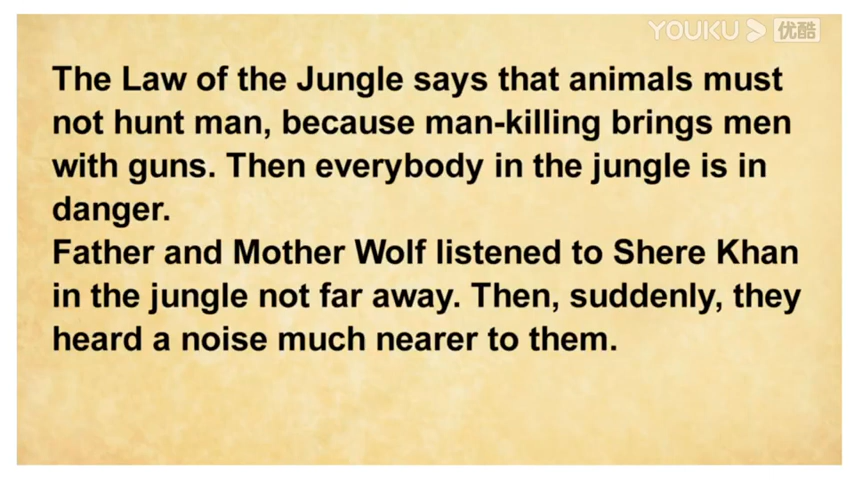 YOUKU 优酷
The Law of the Jungle says that animals must
not hunt man, because man-killing brings men
with guns. Then everybody in the jungle is in
danger.
Father and Mother Wolf listened to Shere Khan
in the jungle not far away. Then, suddenly, they
heard a noise much nearer to them.